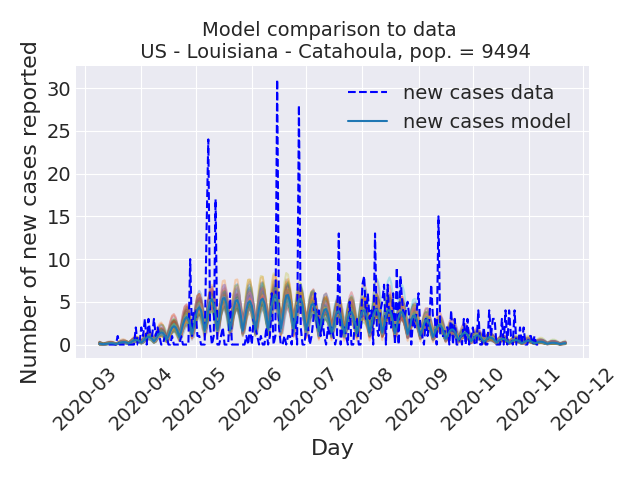 Model comparison to data
US - Louisiana - Catahoula, pop. = 9494
Number of new cases reported
30
25
20
15
10
5
0
new cases data
new cases model
2020-03
2020-04
2020-05
2020-06
2020-07
2020-08
2020-09
2020-10
2020-11
2020-12
Day